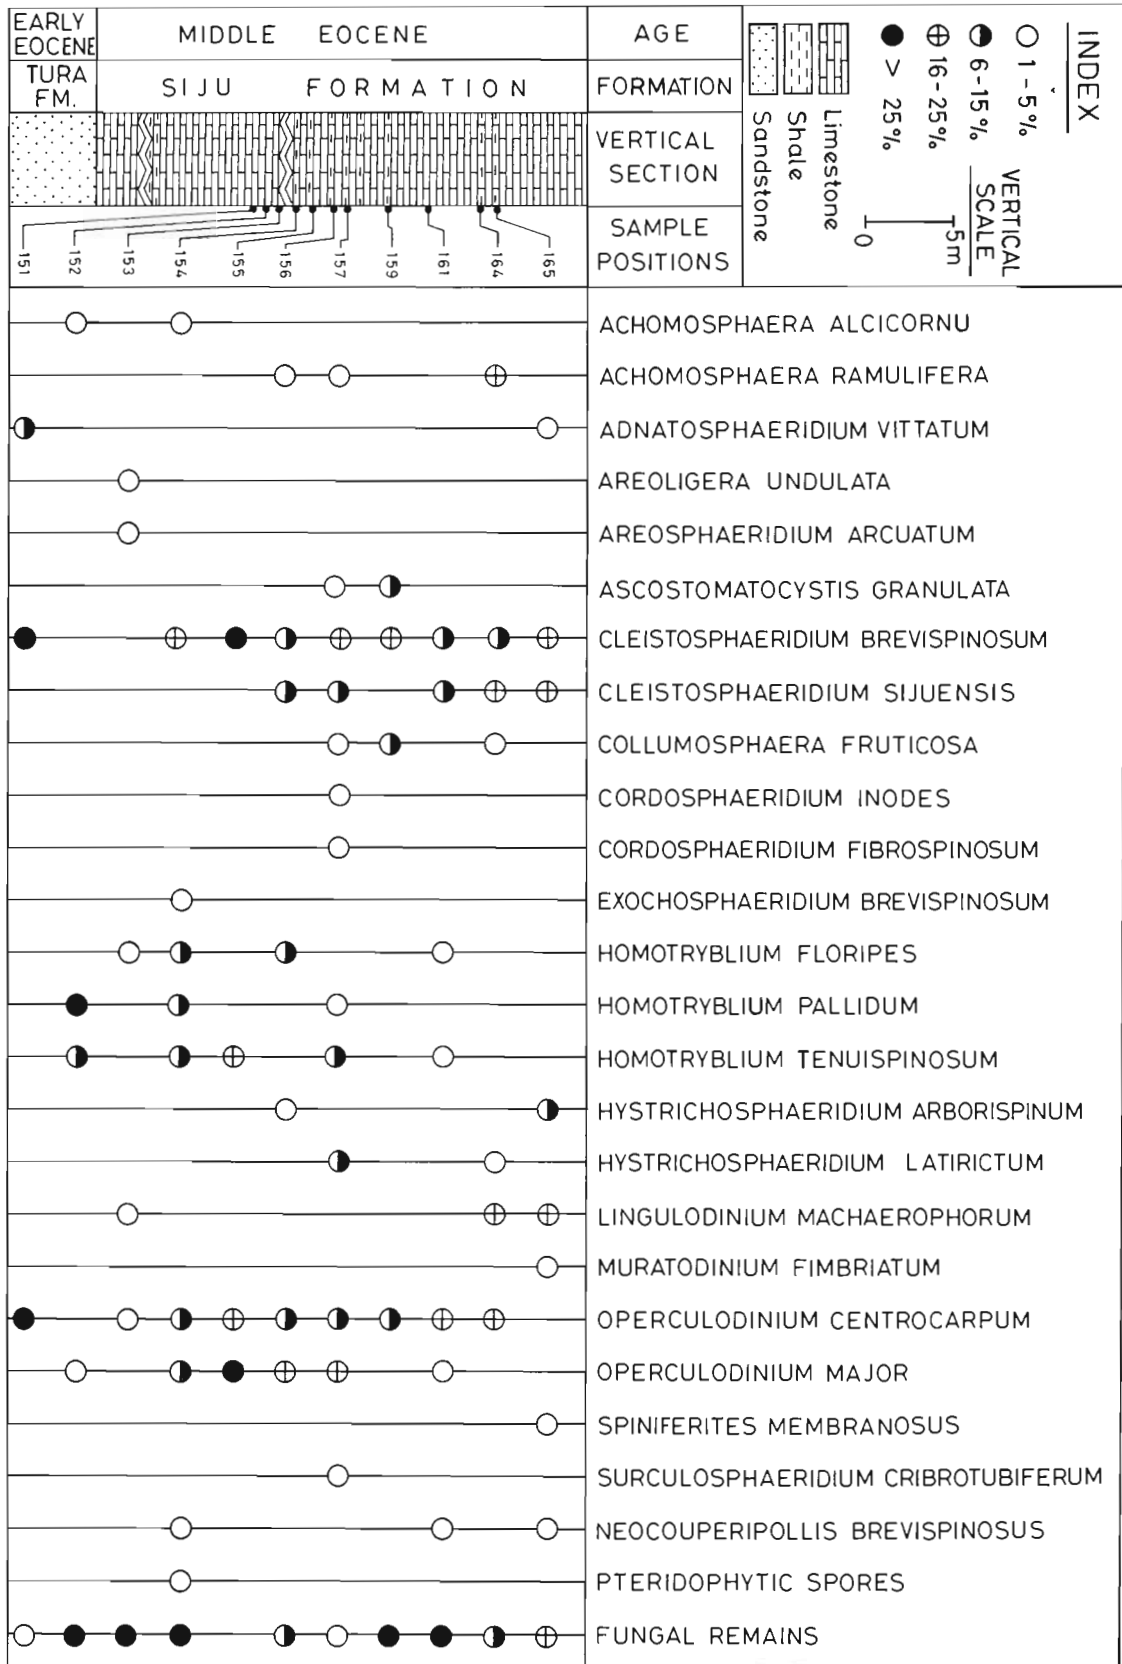 EARLY
EOCENE
MIDDLE EOCENE
AGE
TURA
FM.
SIJU FORMATION
FORMATION
VERTICAL
SECTION
SAMPLE
POSITIONS
151
152
153
154
155
156
157
159
161
164
165
INDEX
1-5%
6-15%
16-25%
> 25%
VERTICAL
SCALE
0
5m
Limestone
Shale
Sandstone
ACHOMOSPHAERA ALCICORNU
ACHOMOSPHAERA RAMULIFERA
ADNATOSPHAERIDIUM VITTATUM
AREOLIGERA UNDULATA
AREOSPHAERIDIUM ARCUATUM
ASCOSTOMATOCYSTIS GRANULATA
CLEISTOSPHAERIDIUM BREVISPINOSUM
CLEISTOSPHAERIDIUM SIJUENSIS
COLLUMOSPHAERA FRUTICOSA
CORDOSPHAERIDIUM INODES
CORDOSPHAERIDIUM FIBROSPINOSUM
EXOCHOSPHAERIDIUM BREVISPINOSUM
HOMOTRYBLIUM FLORIPES
HOMOTRYBLIUM PALLIDUM
HOMOTRYBLIUM TENUISPINOSUM
HYSTRICHOSPHAERIDIUM ARBORISPINUM
HYSTRICHOSPHAERIDIUM LATIRICTUM
LINGULODINIUM MACHAEROPHORUM
MURATODINIUM FIMBRIATUM
OPERCULODINIUM CENTROCARPUM
OPERCULODINIUM MAJOR
SPINIFERITES MEMBRANOSUS
SURCULOSPHAERIDIUM CRIBROTUBIFERUM
NEOCOUPERIPOLLIS BREVISPINOSUS
PTERIDOPHYTIC SPORES
FUNGAL REMAINS